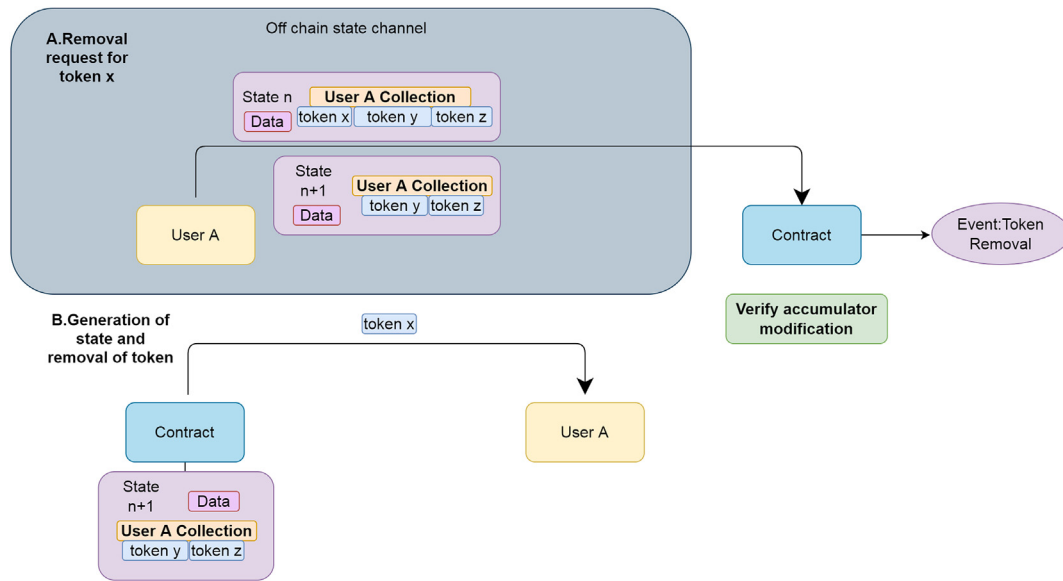 Off chain state channel
A.Removal
request for
token x
State n
User A Collection
Data
token x
token y
token z
State
n+1
User A Collection
Data
token y
token z
User A
Contract
Event:Token
Removal
Verify accumulator
modification
B.Generation of
state and
removal of token
token x
Contract
User A
State
n+1
Data
User A Collection
token y
token z